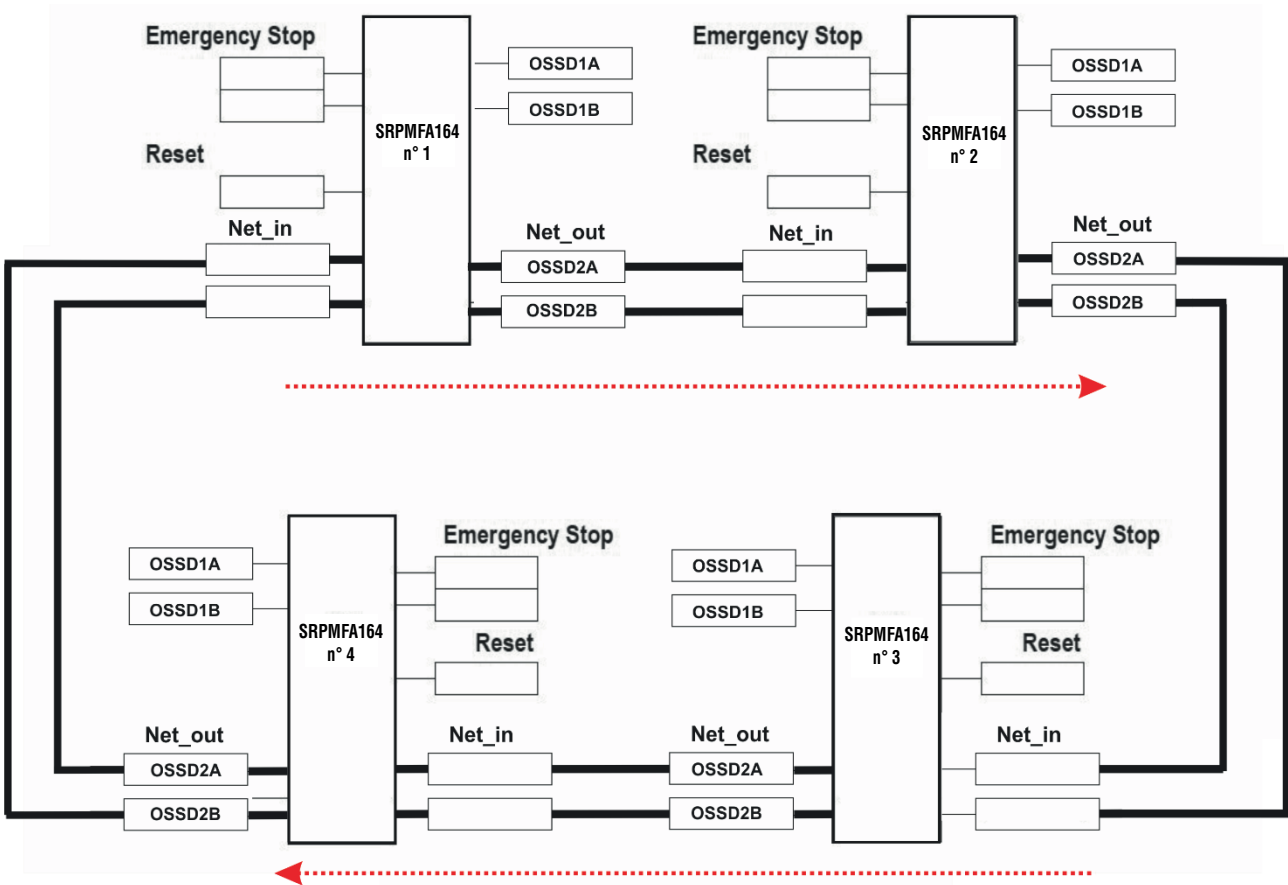 Emergency Stop
OSSD1A
OSSD1B
SRPMFA164
n° 1
Reset
Net_in
Net_out
OSSD2A
OSSD2B
Emergency Stop
OSSD1A
OSSD1B
SRPMFA164
n° 2
Reset
Net_in
Net_out
OSSD2A
OSSD2B
OSSD1A
OSSD1B
SRPMFA164
n° 4
Emergency Stop
Reset
Net_out
OSSD2A
OSSD2B
Net_in
OSSD1A
OSSD1B
SRPMFA164
n° 3
Emergency Stop
Reset
Net_out
OSSD2A
OSSD2B
Net_in